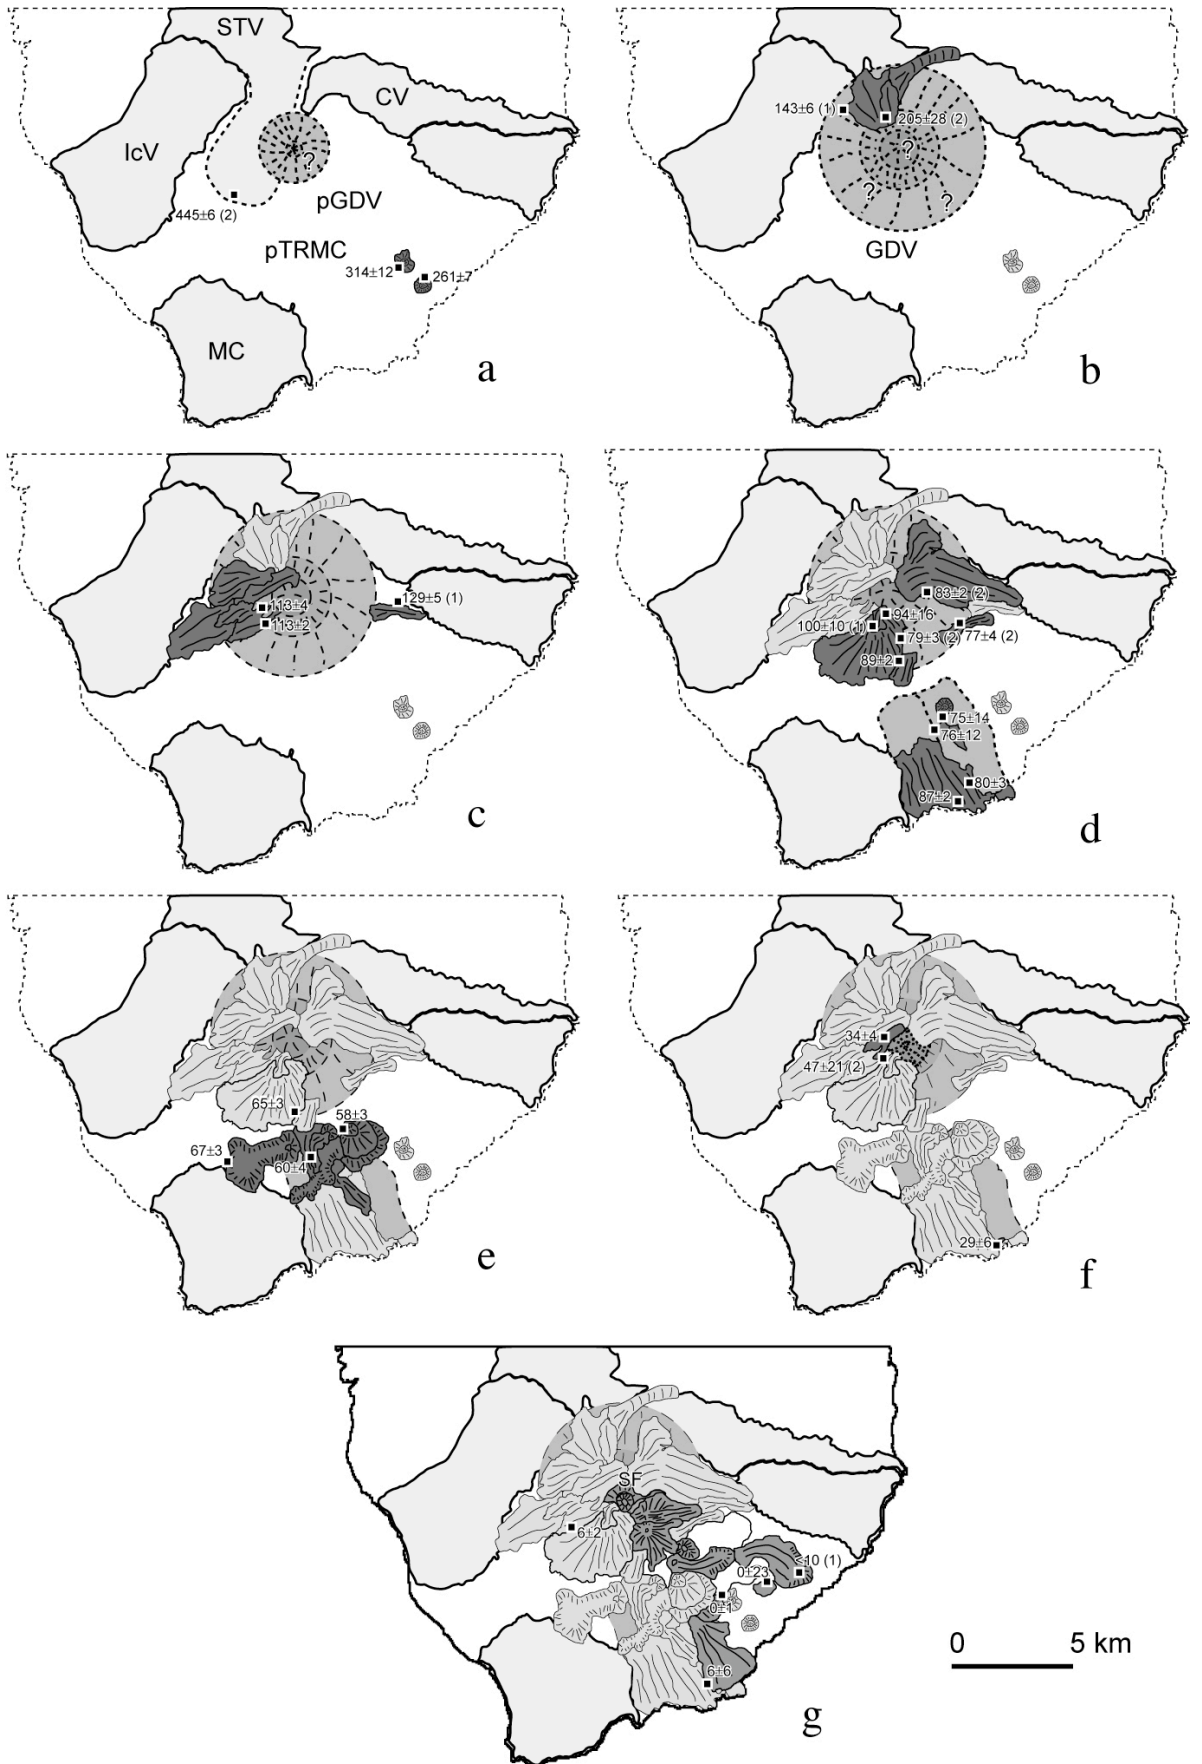 STV
CV
IcV
?
445±6 (2)
pGDV
pTRMC
314±12
261±7
MC
a
143±6 (1)
205±28 (2)
?
?
?
GDV
b
129±5 (1)
113±4
113±2
c
83±2 (2)
94±16
100±10 (1)
77±4 (2)
79±3 (2)
89±2
75±14
76±12
80±3
87±2
d
65±3
58±3
67±3
60±4
e
34±4
47±21 (2)
29±6
?
f
SF
6±2
<10 (1)
0±23
0±1
6±6
0 5 km
g